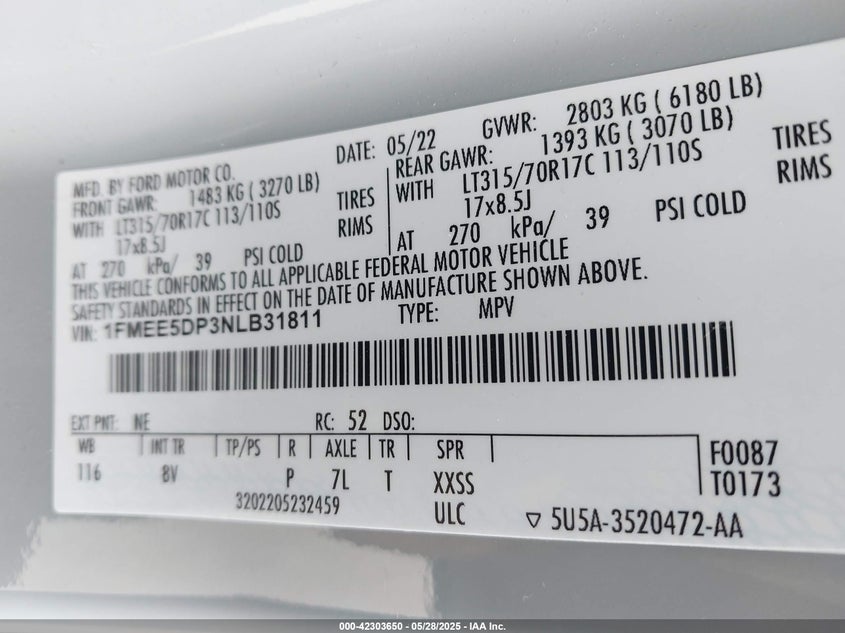 MFD. BY FORD MOTOR CO. DATE: 05/22 GVWR: 2803 KG ( 6180 LB)
FRONT GAWR: 1483 KG ( 3270 LB) REAR GAWR: 1393 KG ( 3070 LB)
WITH LT315/70R17C 113/110S TIRES WITH LT315/70R17C 113/110S TIRES
17x8.5J RIMS 17x8.5J RIMS
AT 270 kPa/ 39 PSI COLD AT 270 kPa/ 39 PSI COLD
THIS VEHICLE CONFORMS TO ALL APPLICABLE FEDERAL MOTOR VEHICLE
SAFETY STANDARDS IN EFFECT ON THE DATE OF MANUFACTURE SHOWN ABOVE.
VIN: 1FMEE5DP3NLB31811 TYPE: MPV
EXT PNT: NE RC: 52 DSO:
WB INT TR TP/PS R AXLE TR SPR F0087
116 8V P 7L T XXSS T0173
3202205232459 ULC ▽ 5U5A-3520472-AA
000-42303650 / 05/28/2025 - IAA Inc.